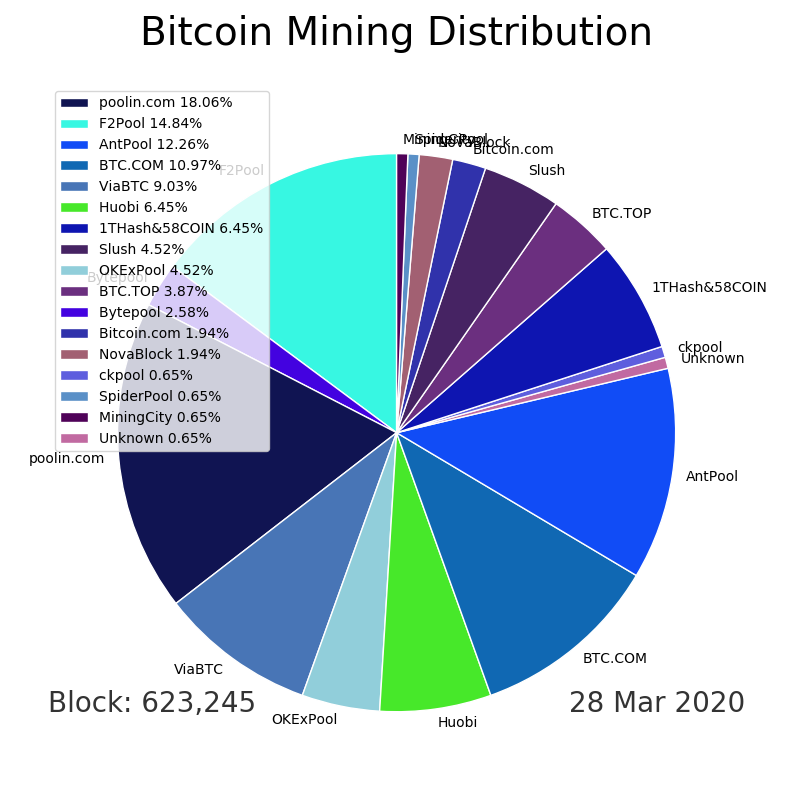 Bitcoin Mining Distribution
poolin.com 18.06%
F2Pool 14.84%
AntPool 12.26%
BTC.COM 10.97%
ViaBTC 9.03%
Huobi 6.45%
1THash&58COIN 6.45%
Slush 4.52%
OKExPool 4.52%
BTC.TOP 3.87%
Bytepool 2.58%
Bitcoin.com 1.94%
NovaBlock 1.94%
ckpool 0.65%
SpiderPool 0.65%
MiningCity 0.65%
Unknown 0.65%
MiningCity
SpiderPool
NovaBlock
Bitcoin.com
Slush
BTC.TOP
1THash&58COIN
ckpool
Unknown
AntPool
BTC.COM
Huobi
OKExPool
ViaBTC
poolin.com
Bytepool
F2Pool
Block: 623,245
28 Mar 2020